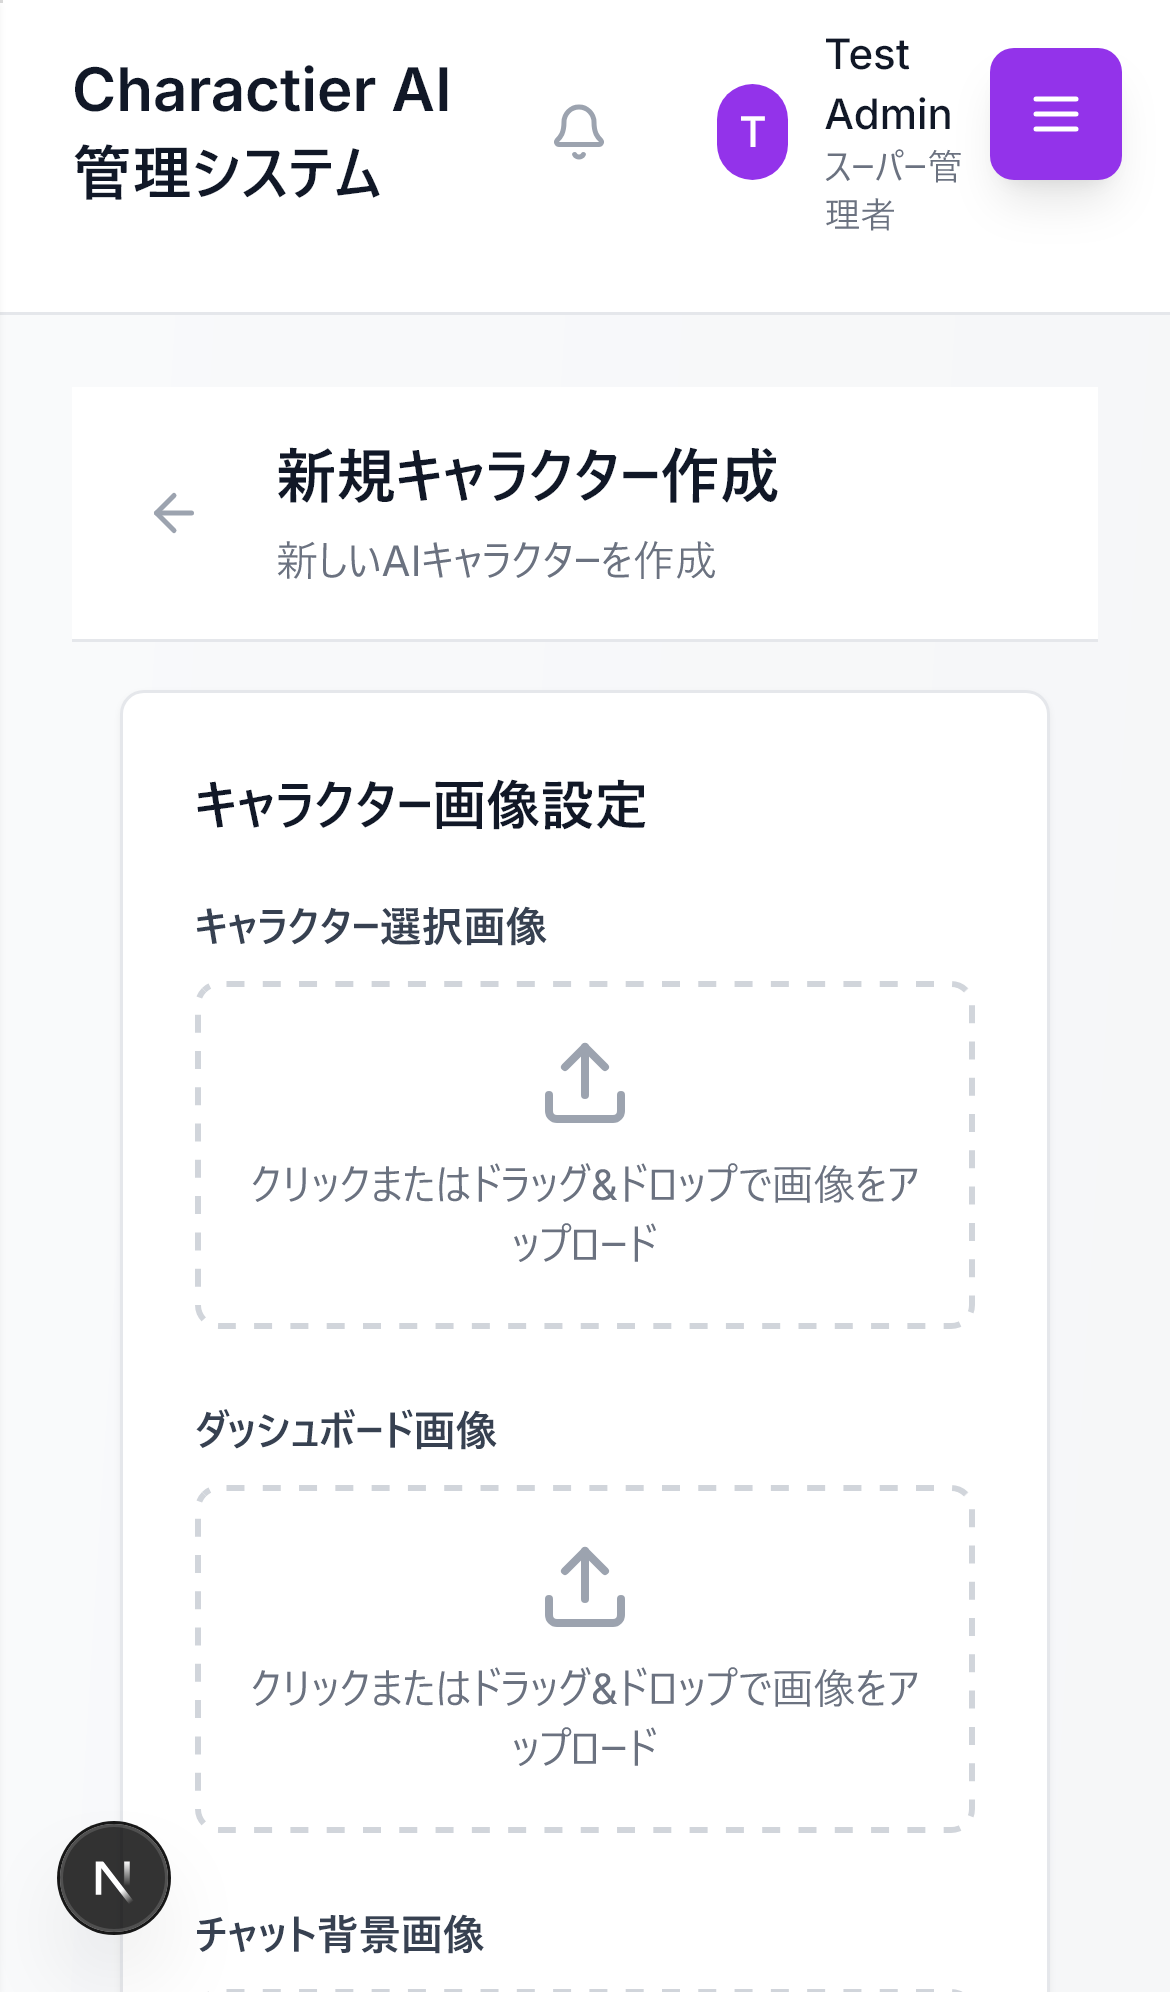 Charactier AI
管理システム
T
Test
Admin
スーパー管
理者
新規キャラクター作成
新しいAIキャラクターを作成
キャラクター画像設定
キャラクター選択画像
クリックまたはドラッグ&ドロップで画像をア
ップロード
ダッシュボード画像
クリックまたはドラッグ&ドロップで画像をア
ップロード
N
チャット背景画像